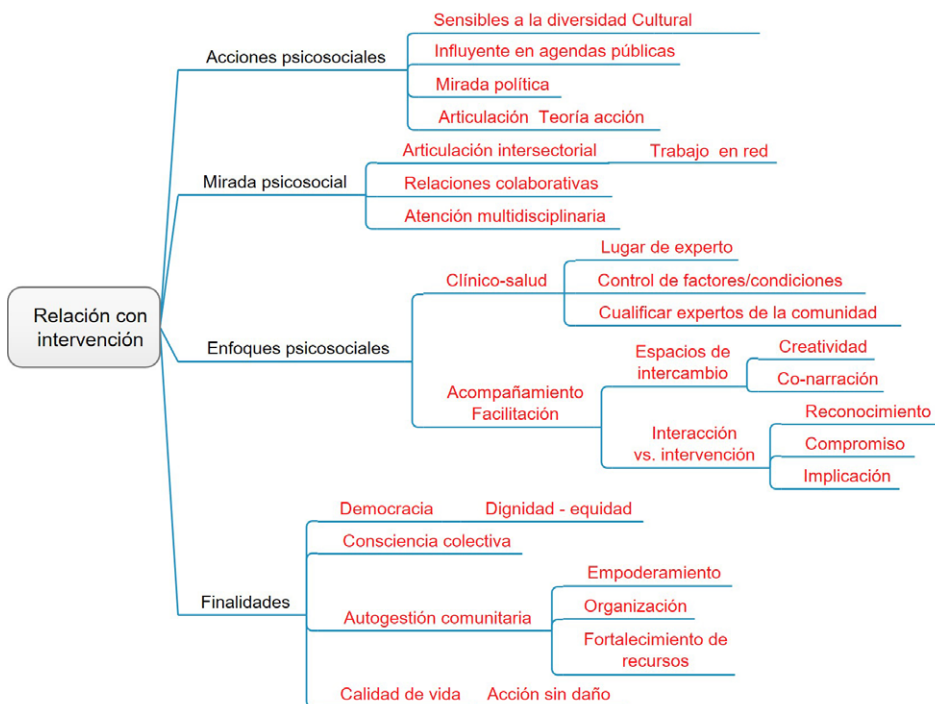 Relación con
intervención
Acciones psicosociales
Sensibles a la diversidad Cultural
Influyente en agendas públicas
Mirada política
Articulación Teoría acción
Mirada psicosocial
Articulación intersectorial
Trabajo en red
Relaciones colaborativas
Atención multidisciplinaria
Enfoques psicosociales
Clínico-salud
Lugar de experto
Control de factores/condiciones
Cualificar expertos de la comunidad
Acompañamiento
Facilitación
Espacios de
intercambio
Creatividad
Co-narración
Interacción
vs. intervención
Reconocimiento
Compromiso
Implicación
Finalidades
Democracia
Dignidad - equidad
Consciencia colectiva
Autogestión comunitaria
Empoderamiento
Organización
Fortalecimiento de
recursos
Calidad de vida
Acción sin daño